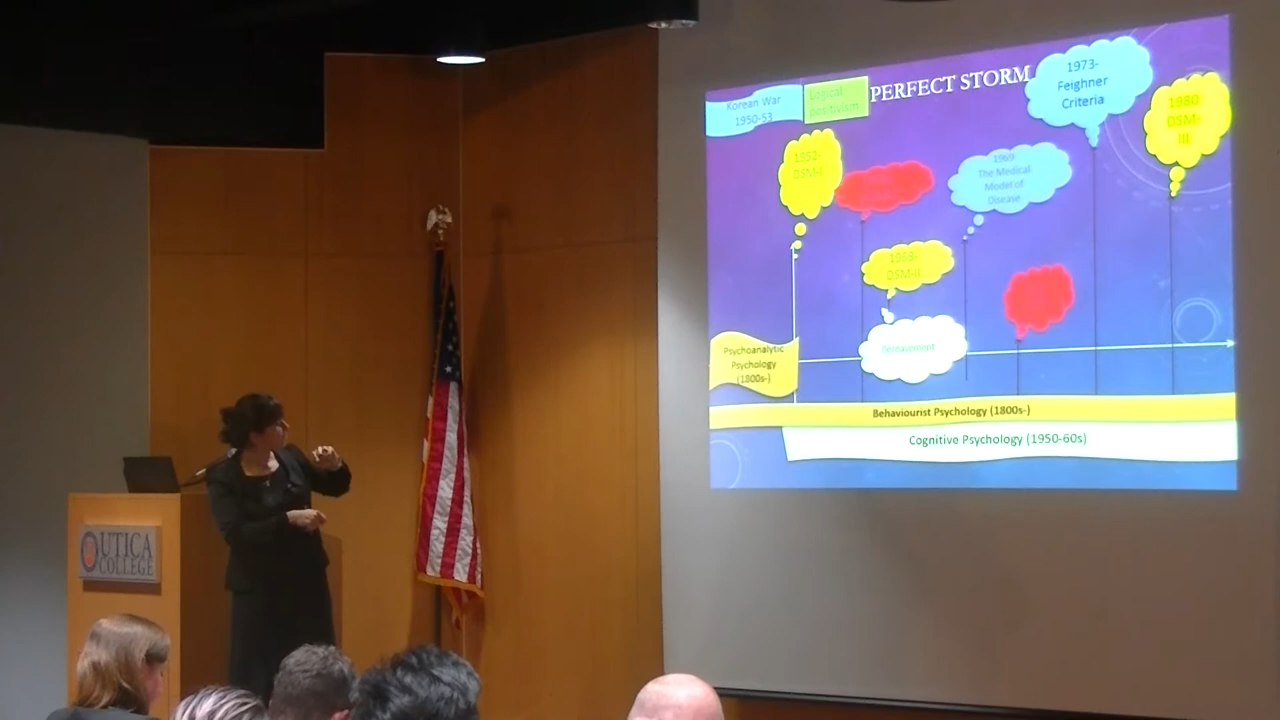 PERFECT STORM
Korean War
1950-53
Logical
positivism
1973-
Feighner
Criteria
1980-
DSM-
III
1952-
DSM-I
1969
The Medical
Model of
Disease
1968-
DSM-II
Bereavement
Psychoanalytic
Psychology
(1800s-)
Behaviourist Psychology (1800s-)
Cognitive Psychology (1950-60s)
UTICA
COLLEGE